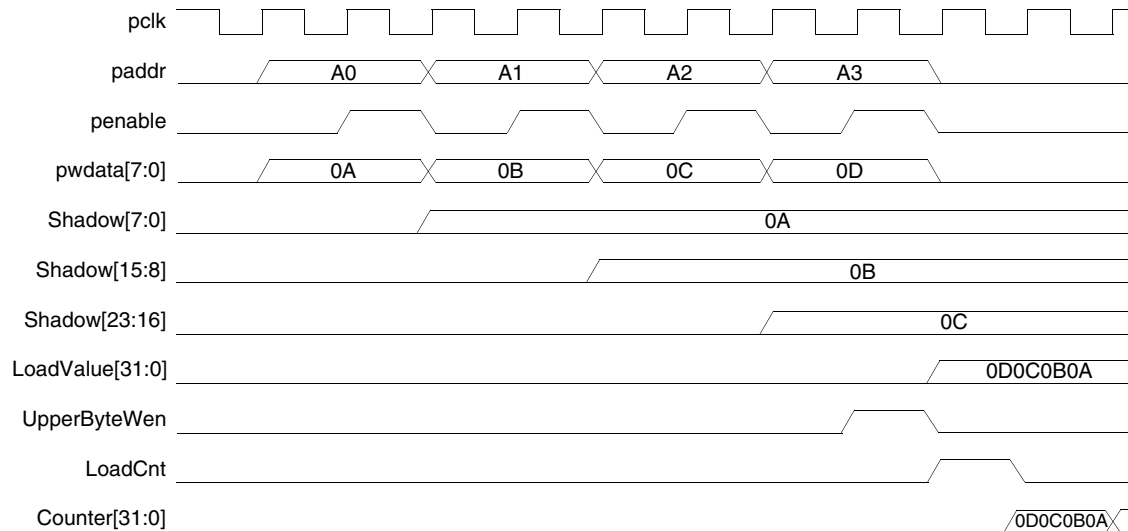 pclk
paddr A0 A1 A2 A3
penable
pwdata[7:0] 0A 0B 0C 0D
Shadow[7:0] 0A
Shadow[15:8] 0B
Shadow[23:16] 0C
LoadValue[31:0] 0D0C0B0A
UpperByteWen
LoadCnt
Counter[31:0] 0D0C0B0A